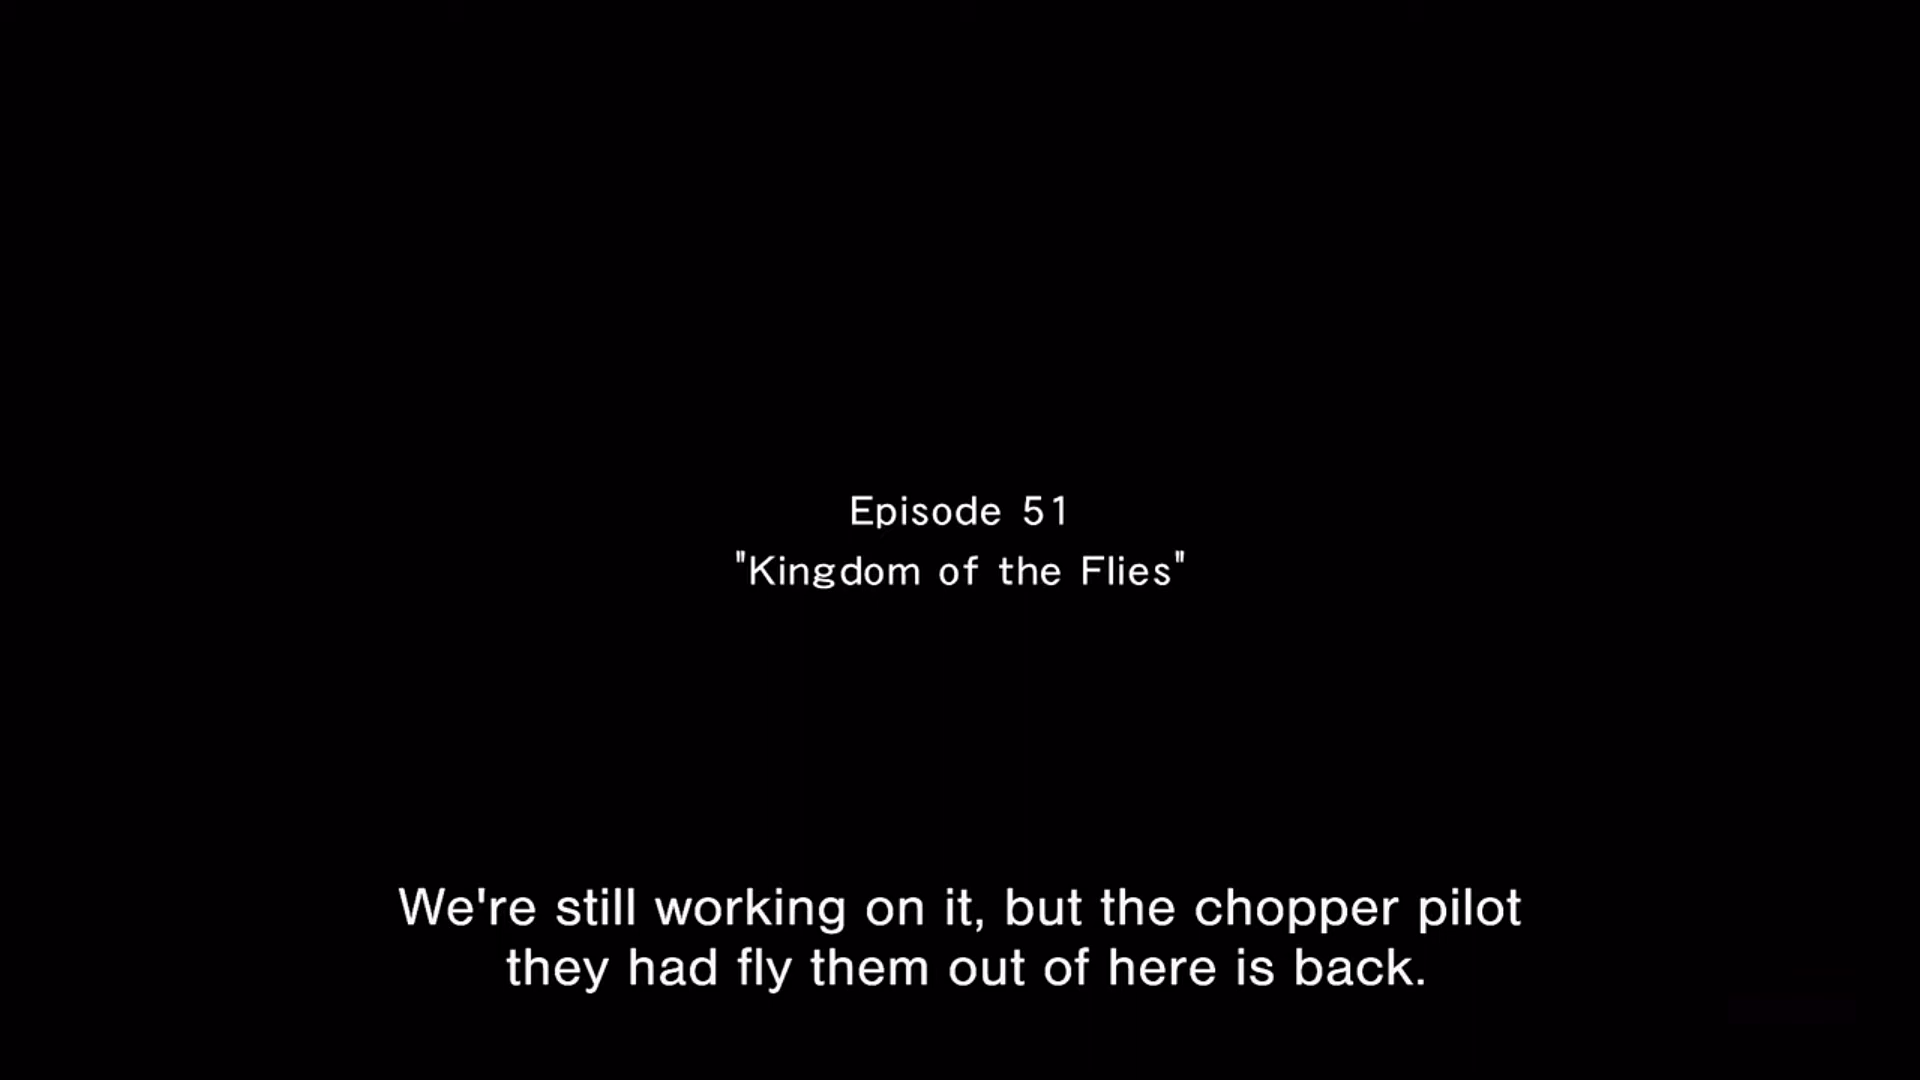 Episode 51
"Kingdom of the Flies"
We're still working on it, but the chopper pilot
they had fly them out of here is back.